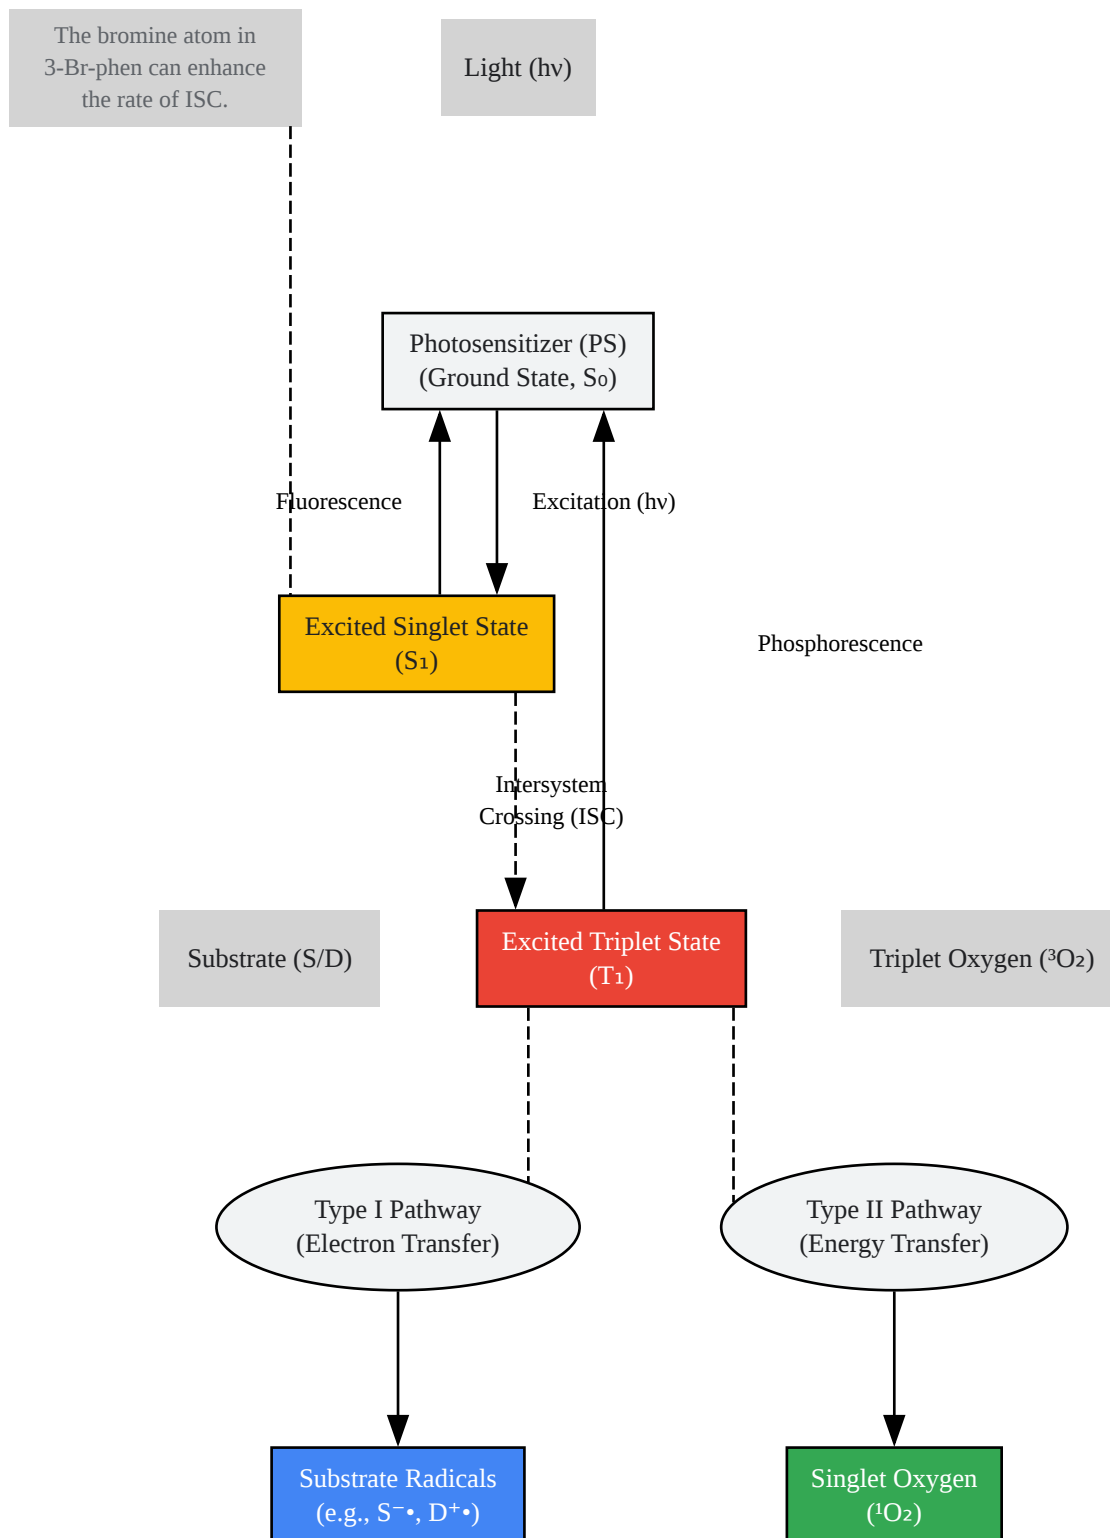 The bromine atom in
3-Br-phen can enhance
the rate of ISC.
Light (hν)
Photosensitizer (PS)
(Ground State, S₀)
Fluorescence
Excitation (hν)
Excited Singlet State
(S₁)
Phosphorescence
Intersystem
Crossing (ISC)
Substrate (S/D)
Excited Triplet State
(T₁)
Triplet Oxygen (³O₂)
Type I Pathway
(Electron Transfer)
Type II Pathway
(Energy Transfer)
Substrate Radicals
(e.g., S⁻•, D⁺•)
Singlet Oxygen
(¹O₂)